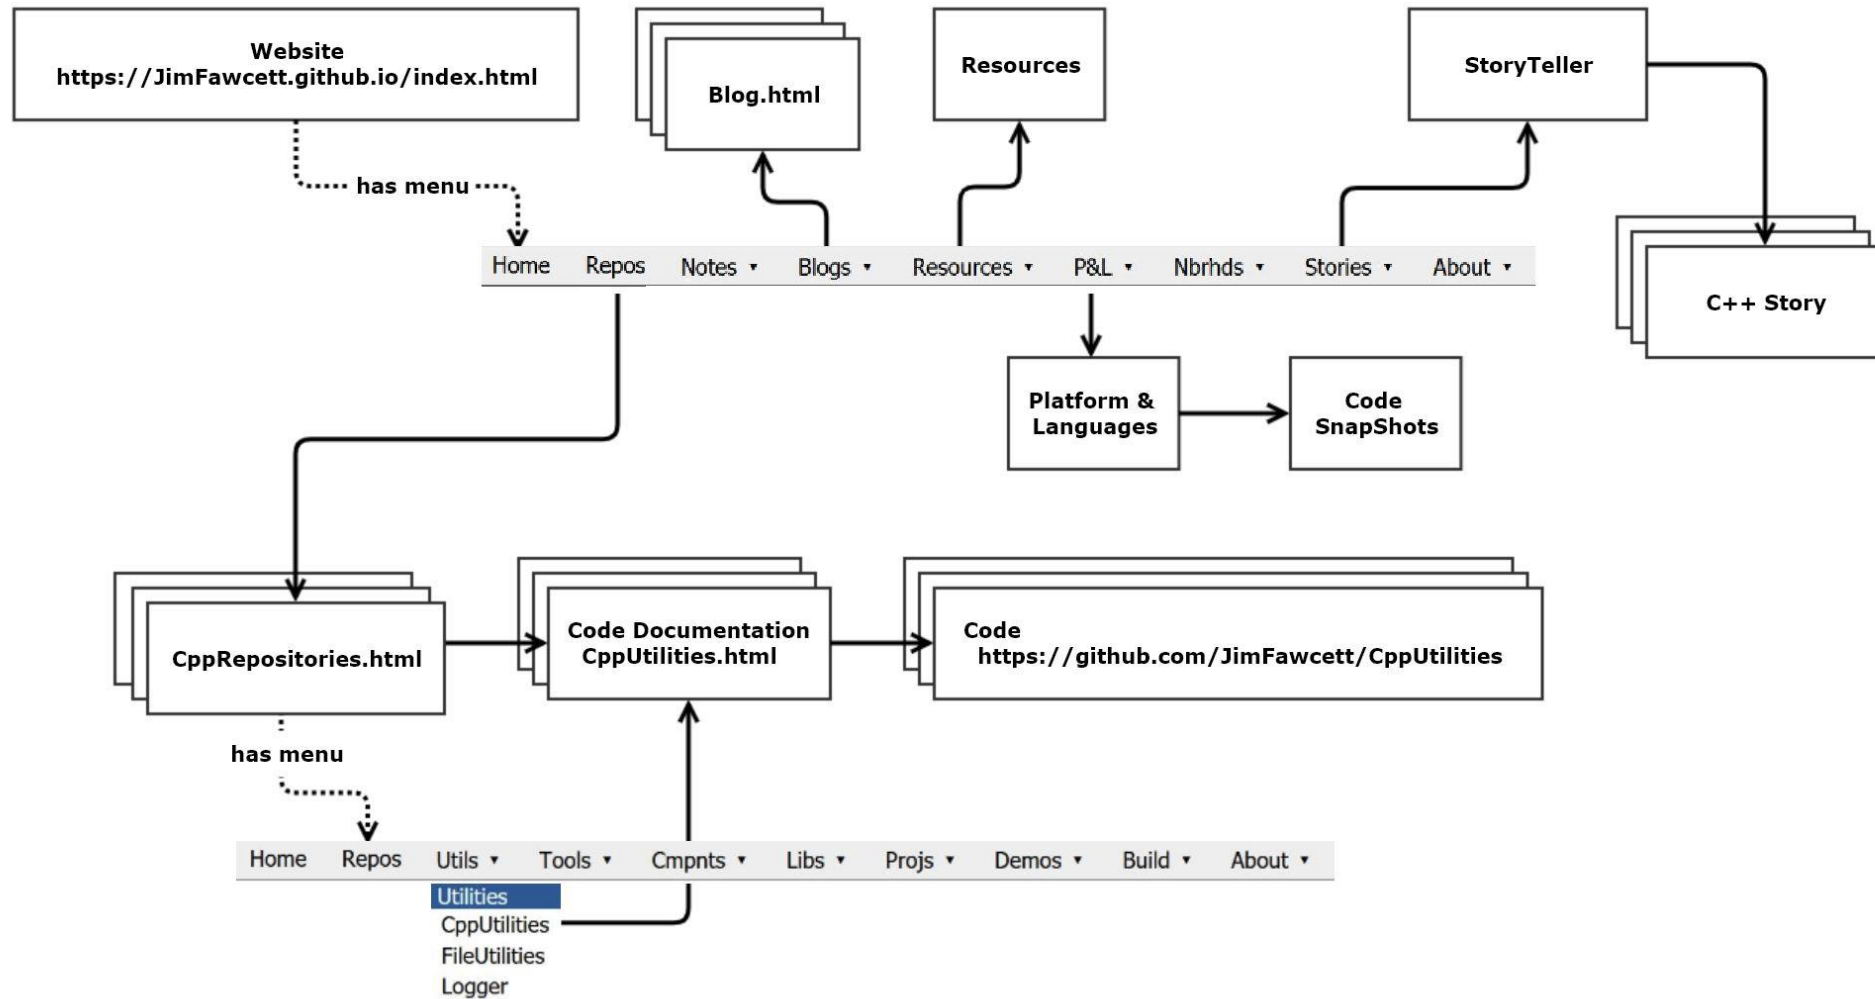 Website
https://JimFawcett.github.io/index.html
Blog.html
Resources
StoryTeller
has menu
Home Repos Notes ▾ Blogs ▾ Resources ▾ P&L ▾ Nbrhds ▾ Stories ▾ About ▾
C++ Story
Platform &
Languages
Code
SnapShots
CppRepositories.html
Code Documentation
CppUtilities.html
Code
https://github.com/JimFawcett/CppUtilities
has menu
Home Repos Utils ▾ Tools ▾ Cmpnts ▾ Libs ▾ Projs ▾ Demos ▾ Build ▾ About ▾
Utilities
CppUtilities
FileUtilities
Logger